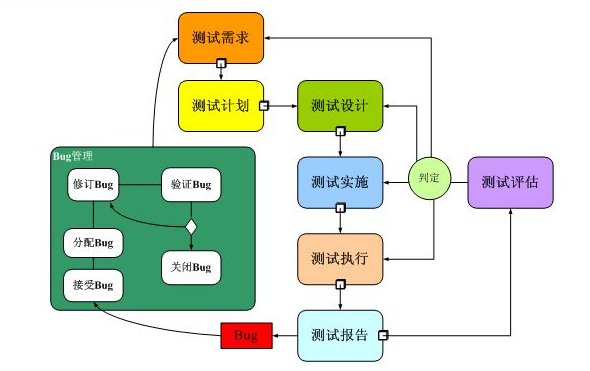 测试需求
测试计划
测试设计
Bug管理
修订Bug
验证Bug
测试实施
判定
测试评估
分配Bug
关闭Bug
测试执行
接受Bug
Bug
测试报告